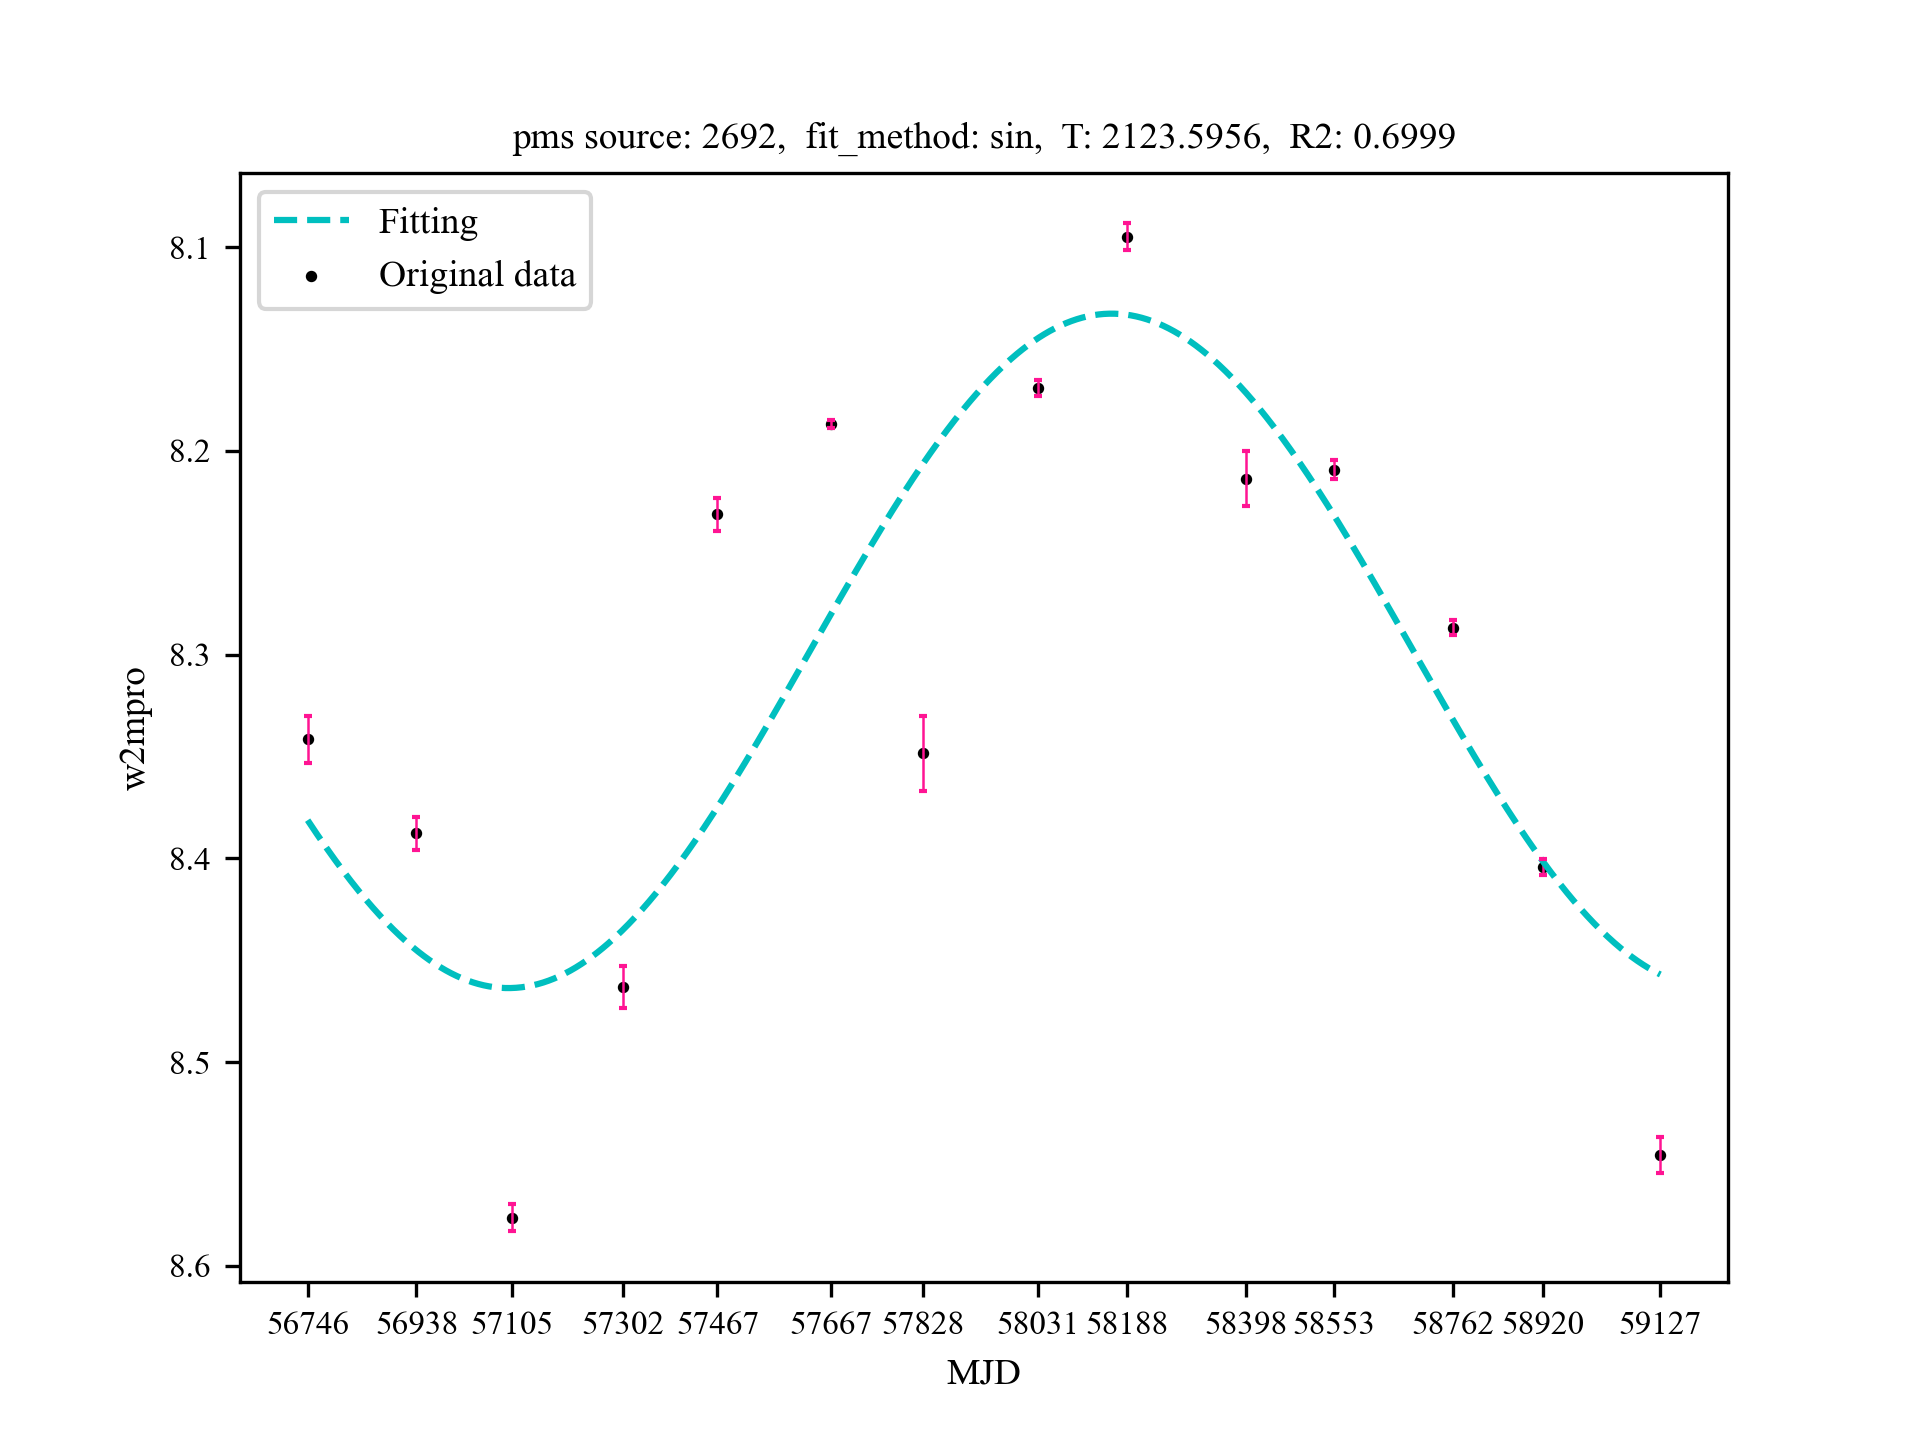 pms source: 2692,  fit_method: sin,  T: 2123.5956,  R2: 0.6999
Fitting
Original data
8.1
8.2
8.3
8.4
8.5
8.6
w2mpro
56746 56938 57105 57302 57467 57667 57828 58031 58188 58398 58553 58762 58920 59127
MJD